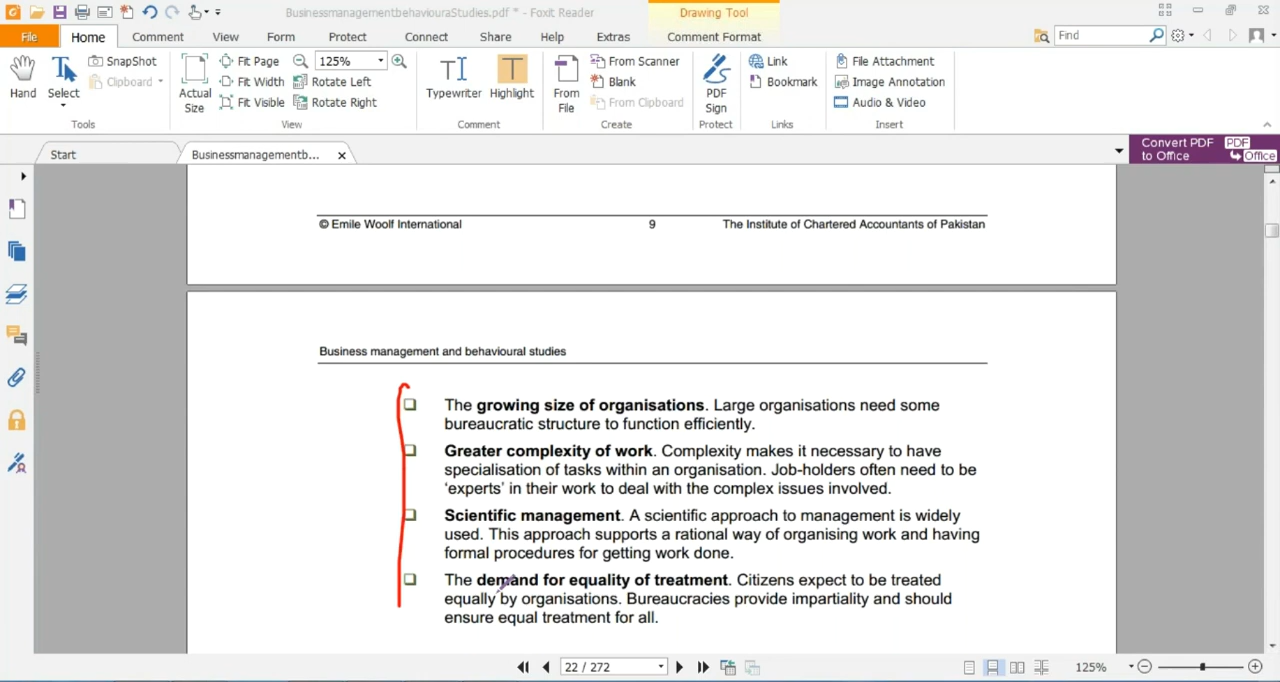 BusinessmanagementbehaviouraStudies.pdf * - Foxit Reader
Drawing Tool
File
Home
Comment
View
Form
Protect
Connect
Share
Help
Extras
Comment Format
Find
Hand
Select
SnapShot
Clipboard
Tools
Actual
Size
Fit Page
Fit Width
Fit Visible
125%
Rotate Left
Rotate Right
View
Typewriter
Highlight
Comment
From
File
From Scanner
Blank
From Clipboard
Create
PDF
Sign
Protect
Link
Bookmark
Links
File Attachment
Image Annotation
Audio & Video
Insert
Start
Businessmanagementb...
Convert PDF
to Office
PDF
Office
© Emile Woolf International
9
The Institute of Chartered Accountants of Pakistan
Business management and behavioural studies
The growing size of organisations. Large organisations need some
bureaucratic structure to function efficiently.
Greater complexity of work. Complexity makes it necessary to have
specialisation of tasks within an organisation. Job-holders often need to be
‘experts’ in their work to deal with the complex issues involved.
Scientific management. A scientific approach to management is widely
used. This approach supports a rational way of organising work and having
formal procedures for getting work done.
The demand for equality of treatment. Citizens expect to be treated
equally by organisations. Bureaucracies provide impartiality and should
ensure equal treatment for all.
22 / 272
125%